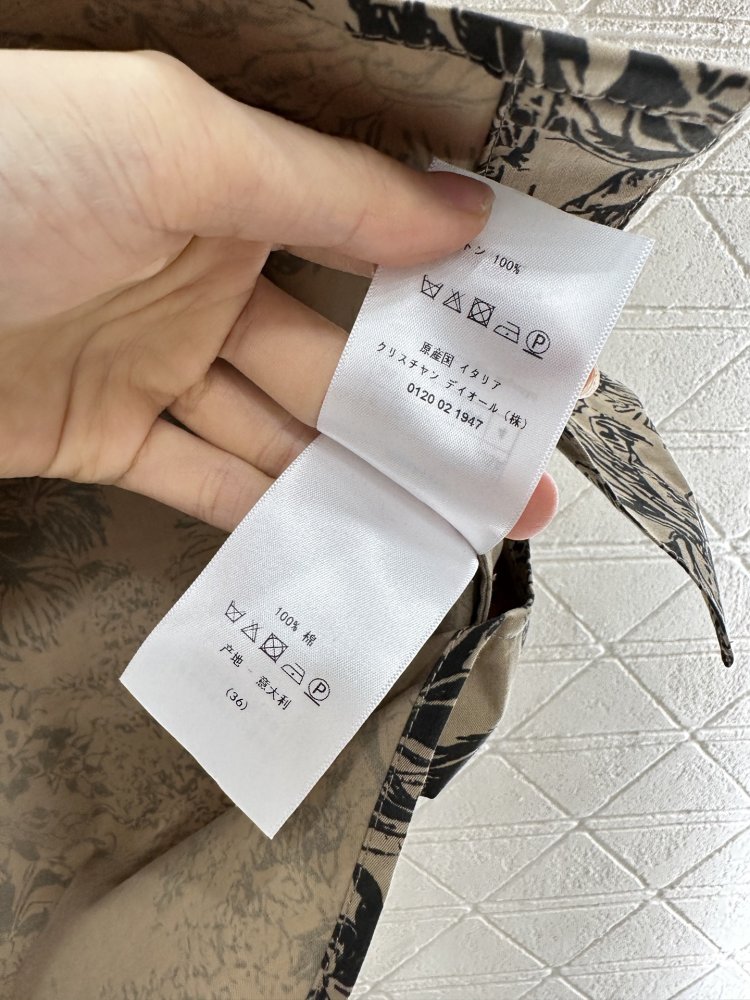 トン 100%
原産国 イタリア
クリスチャン ディオール (株)
0120 02 1947
100% 棉
产地 - 意大利
(36)